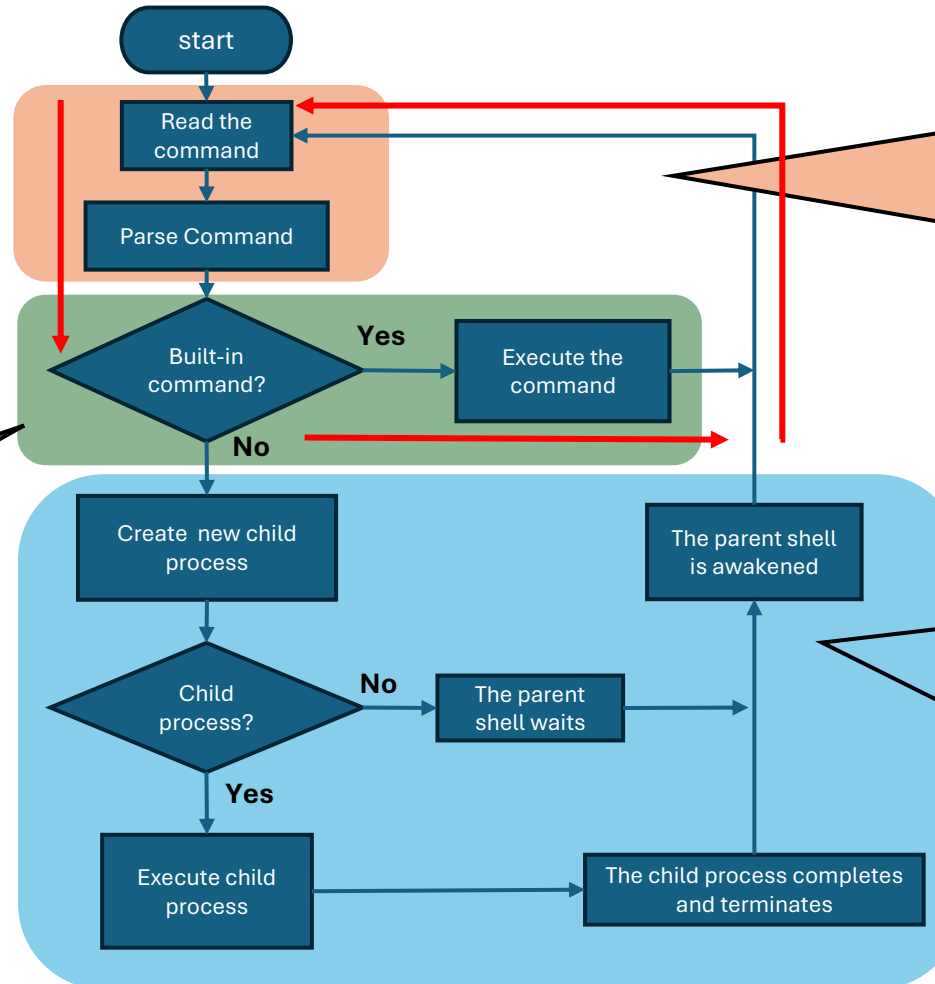 start
Read the
command
Parse Command
Built-in
command?
Yes
Execute the
command
No
Create new child
process
The parent shell
is awakened
Child
process?
No
The parent
shell waits
Yes
Execute child
process
The child process completes
and terminates